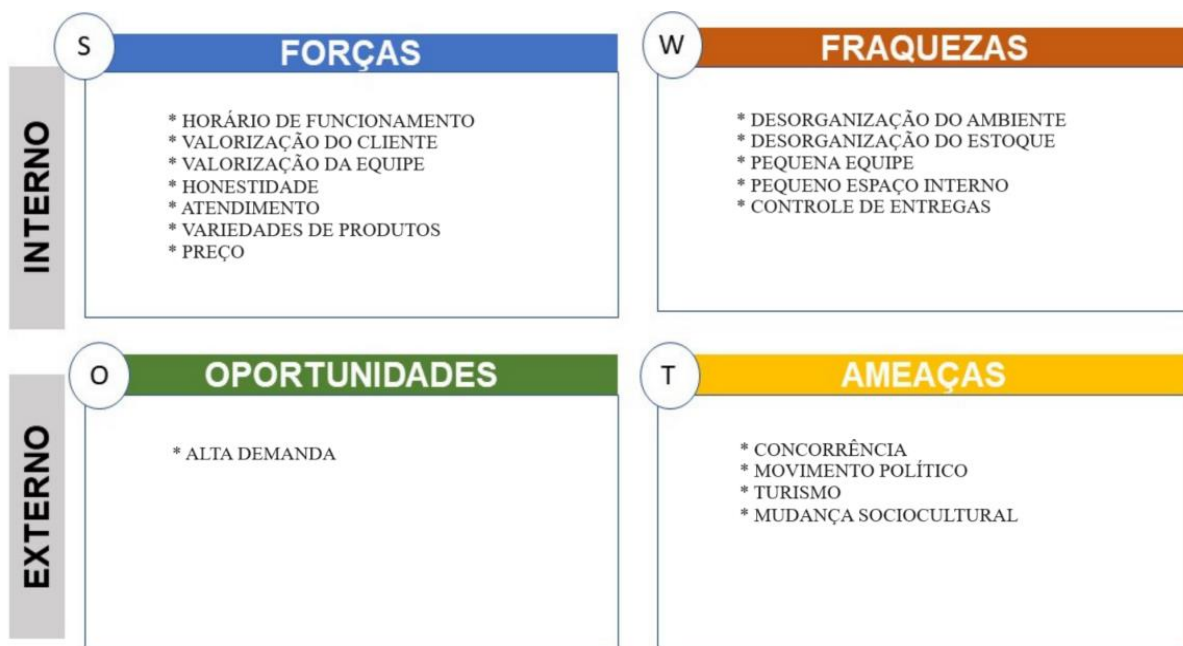 S
FORÇAS
INTERNO
* HORÁRIO DE FUNCIONAMENTO
* VALORIZAÇÃO DO CLIENTE
* VALORIZAÇÃO DA EQUIPE
* HONESTIDADE
* ATENDIMENTO
* VARIEDADES DE PRODUTOS
* PREÇO
W
FRAQUEZAS
* DESORGANIZAÇÃO DO AMBIENTE
* DESORGANIZAÇÃO DO ESTOQUE
* PEQUENA EQUIPE
* PEQUENO ESPAÇO INTERNO
* CONTROLE DE ENTREGAS
O
OPORTUNIDADES
EXTERNO
* ALTA DEMANDA
T
AMEAÇAS
* CONCORRÊNCIA
* MOVIMENTO POLÍTICO
* TURISMO
* MUDANÇA SOCIOCULTURAL